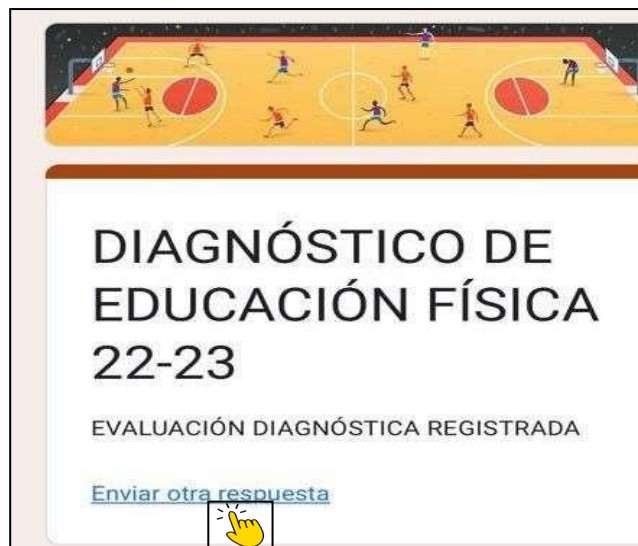 DIAGNÓSTICO DE
EDUCACIÓN FÍSICA
22-23
EVALUACIÓN DIAGNÓSTICA REGISTRADA
Enviar otra respuesta